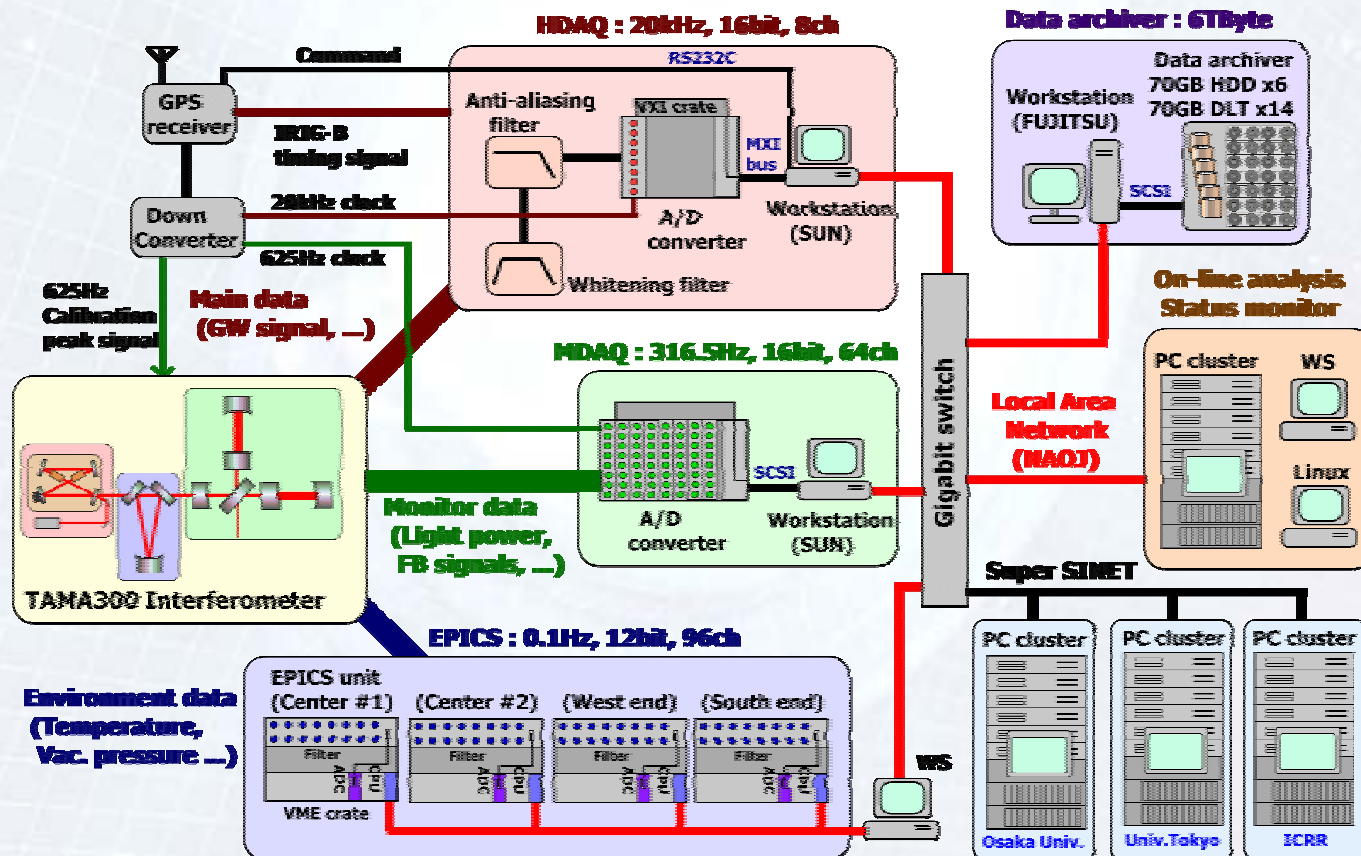 HDAQ : 20kHz, 16bit, 8ch
Command
RS232C
GPS
receiver
IRIG-B
timing signal
Anti-aliasing
filter
VXI crate
MXI
bus
20kHz clock
Down
Converter
625Hz clock
A/D
converter
Workstation
(SUN)
Whitening filter
625Hz
Calibration
peak signal
Main data
(GW signal, ...)
Data archiver : 6TByte
Data archiver
70GB HDD x6
70GB DLT x14
Workstation
(FUJITSU)
SCSI
On-line analysis
Status monitor
PC cluster
WS
Linux
MDAQ : 316.5Hz, 16bit, 64ch
SCSI
A/D
converter
Workstation
(SUN)
Monitor data
(Light power,
FB signals, ...)
TAMA300 Interferometer
Gigabit switch
Local Area
Network
(NAOJ)
Super SINET
PC cluster
Osaka Univ.
PC cluster
Univ.Tokyo
PC cluster
ICRR
EPICS : 0.1Hz, 12bit, 96ch
Environment data
(Temperature,
Vac. pressure ...)
EPICS unit
(Center #1)
(Center #2)
(West end)
(South end)
Filter
Filter
Filter
Filter
ADC
CPU
ADC
CPU
ADC
CPU
ADC
CPU
VME crate
WS